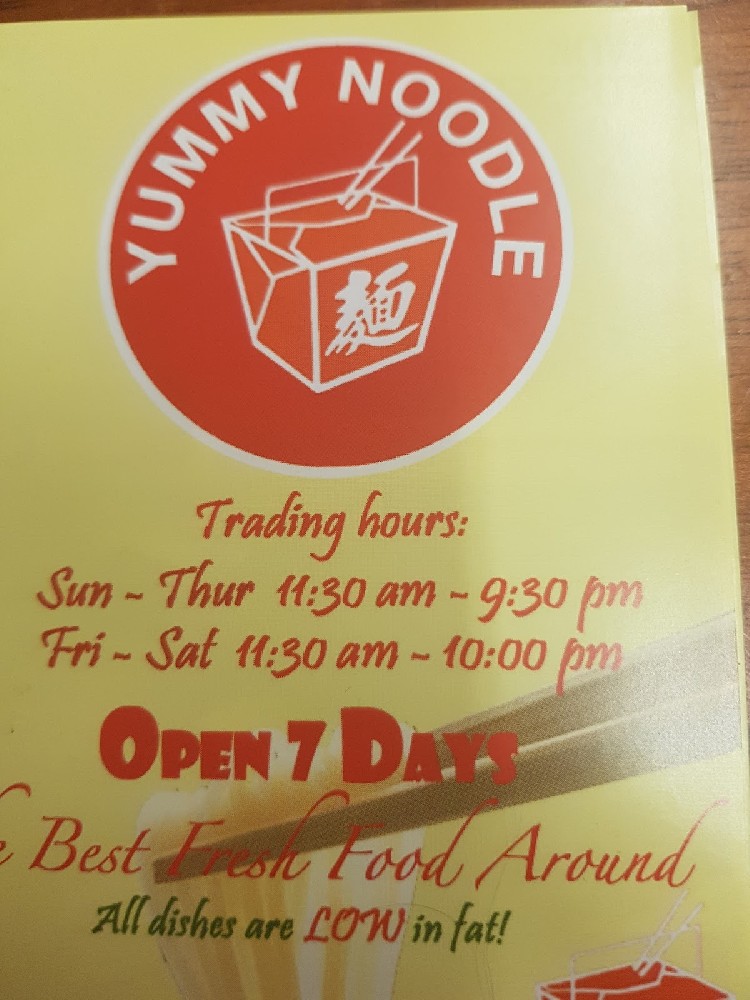 YUMMY NOODLE
麵
Trading hours:
Sun ~ Thur 11:30 am ~ 9:30 pm
Fri ~ Sat 11:30 am ~ 10:00 pm
OPEN 7 DAYS
Best Fresh Food Around
All dishes are LOW in fat!